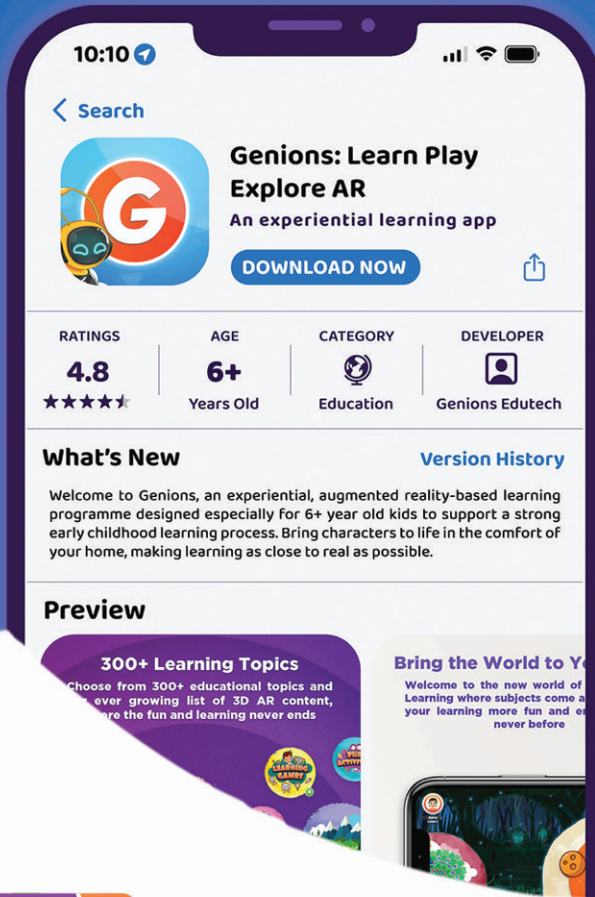 10:10
Search
G
Genions: Learn Play
Explore AR
An experiential learning app
DOWNLOAD NOW
RATINGS
4.8
AGE
6+
Years Old
CATEGORY
Education
DEVELOPER
Genions Edutech
What's New
Version History
Welcome to Genions, an experiential, augmented reality-based learning
programme designed especially for 6+ year old kids to support a strong
early childhood learning process. Bring characters to life in the comfort of
your home, making learning as close to real as possible.
Preview
300+ Learning Topics
Choose from 300+ educational topics and
ever growing list of 3D AR content,
the fun and learning never ends
LEARNING
GAMES
FUN
Bring the World to
Welcome to the new world of
Learning where subjects come
your learning more fun and
never before